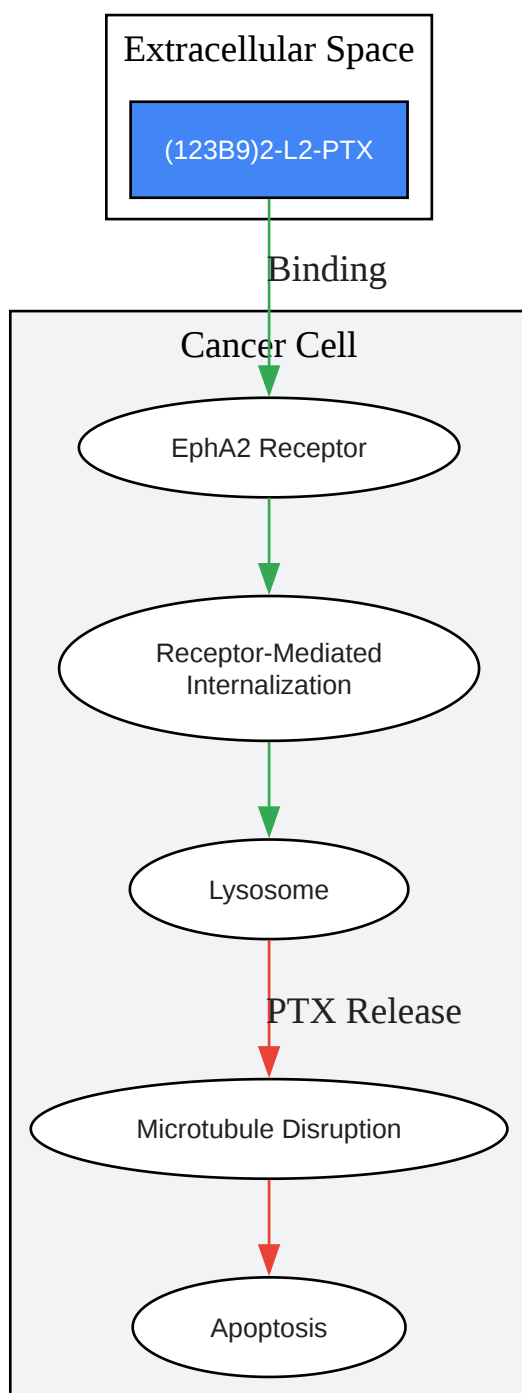 Extracellular Space
(123B9)2-L2-PTX
Binding
Cancer Cell
EphA2 Receptor
Receptor-Mediated
Internalization
Lysosome
PTX Release
Microtubule Disruption
Apoptosis